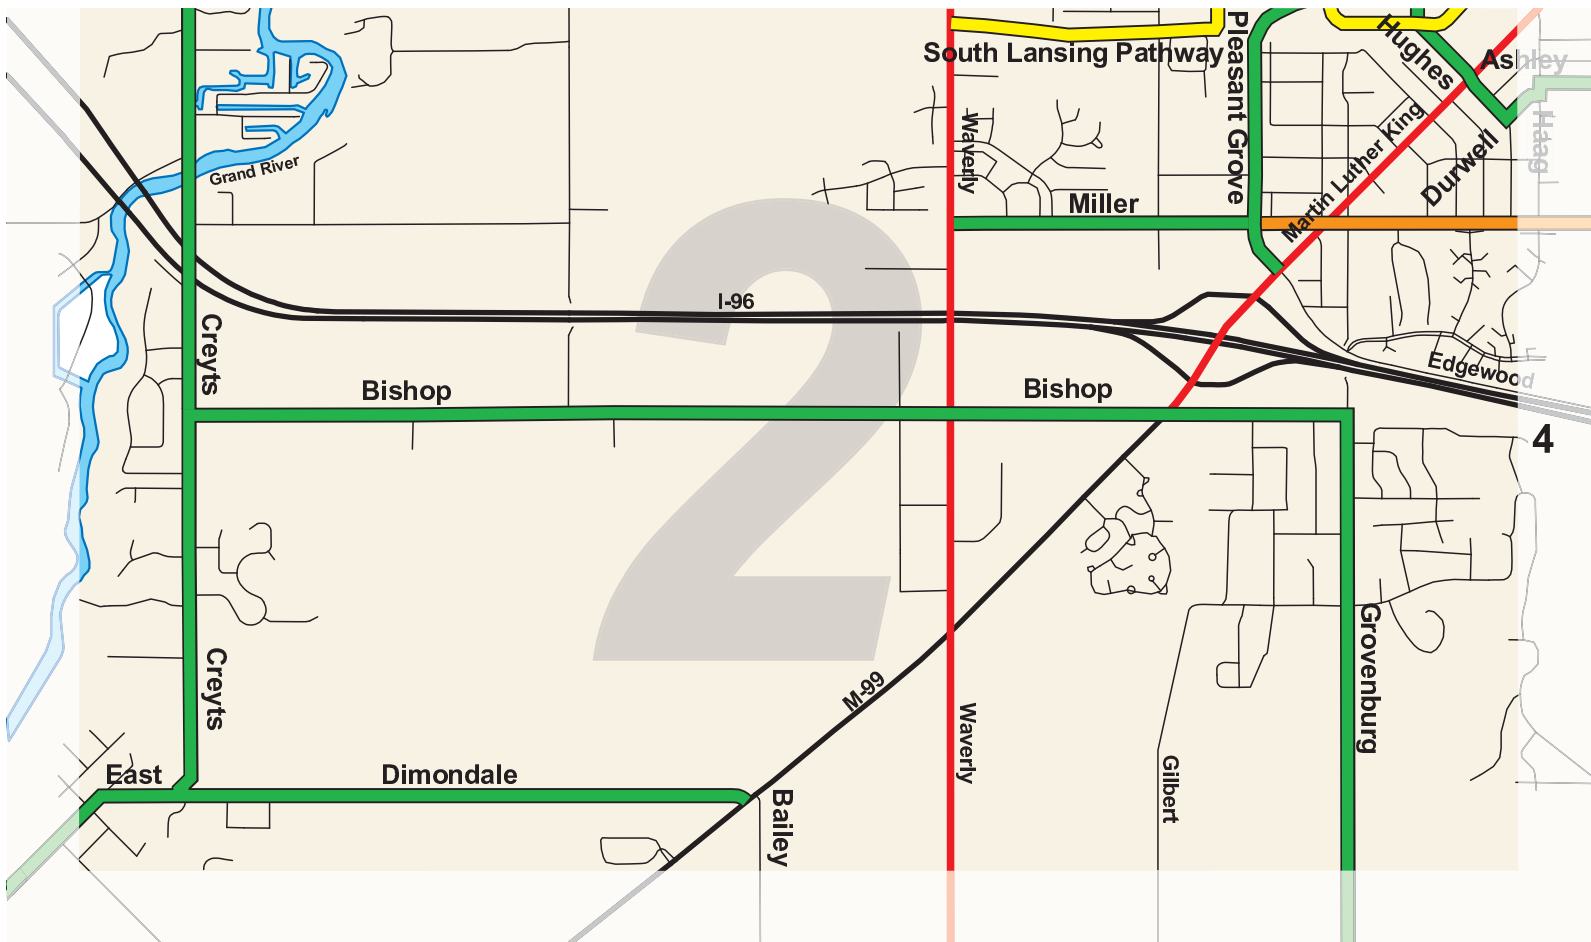 South Lansing Pathway
Pleasant Grove
Hughes
Ashley
Haag
Waverly
Martin Luther King
Durwell
Grand River
Miller
2
I-96
Creyts
Bishop
Bishop
Edgewood
4
Creyts
Grovenburg
M-99
Waverly
Gilbert
East
Dimondale
Bailey